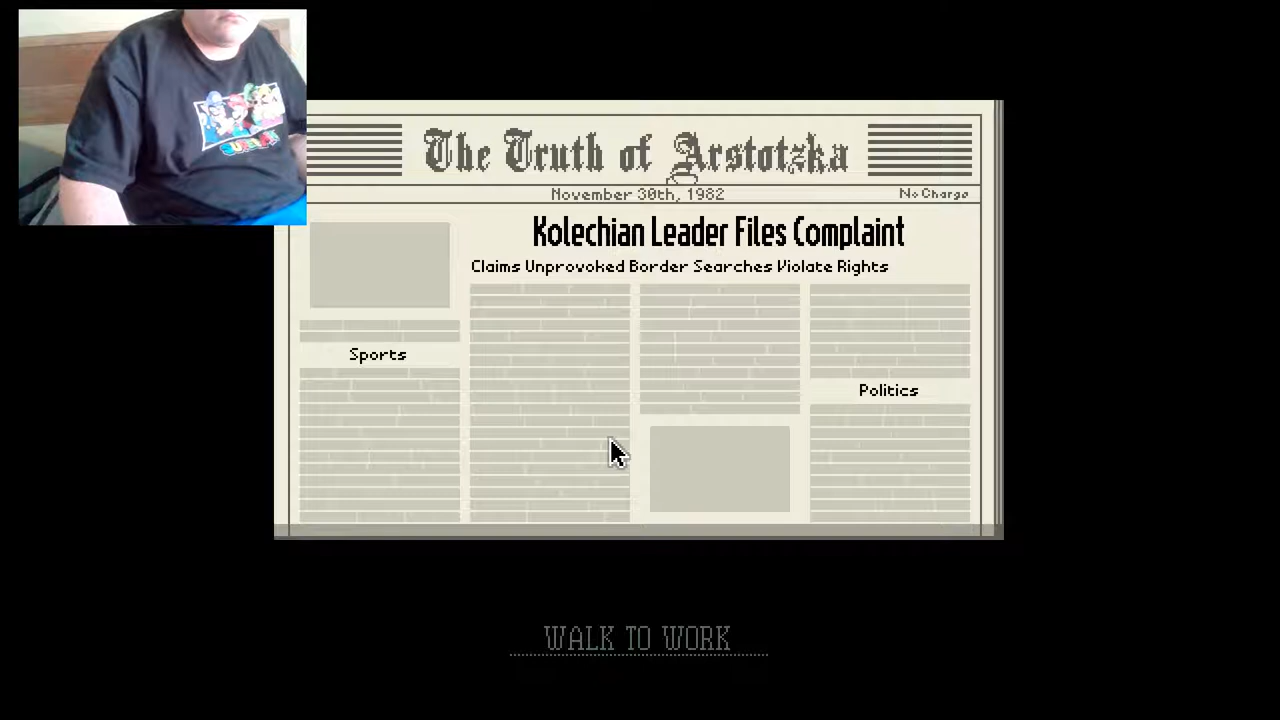 The Truth of Arstotzka
November 30th, 1982
No Charge
Kolechian Leader Files Complaint
Claims Unprovoked Border Searches Violate Rights
Sports
Politics
WALK TO WORK